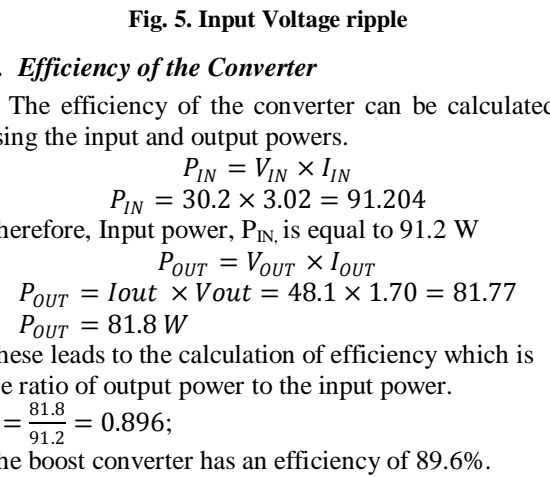 Fig. 5. Input Voltage ripple
. Efficiency of the Converter
The efficiency of the converter can be calculated
sing the input and output powers.
P_IN = V_IN × I_IN
P_IN = 30.2 × 3.02 = 91.204
herefore, Input power, P_IN, is equal to 91.2 W
P_OUT = V_OUT × I_OUT
P_OUT = Iout × Vout = 48.1 × 1.70 = 81.77
P_OUT = 81.8 W
hese leads to the calculation of efficiency which is
e ratio of output power to the input power.
= 81.8/91.2 = 0.896;
he boost converter has an efficiency of 89.6%.